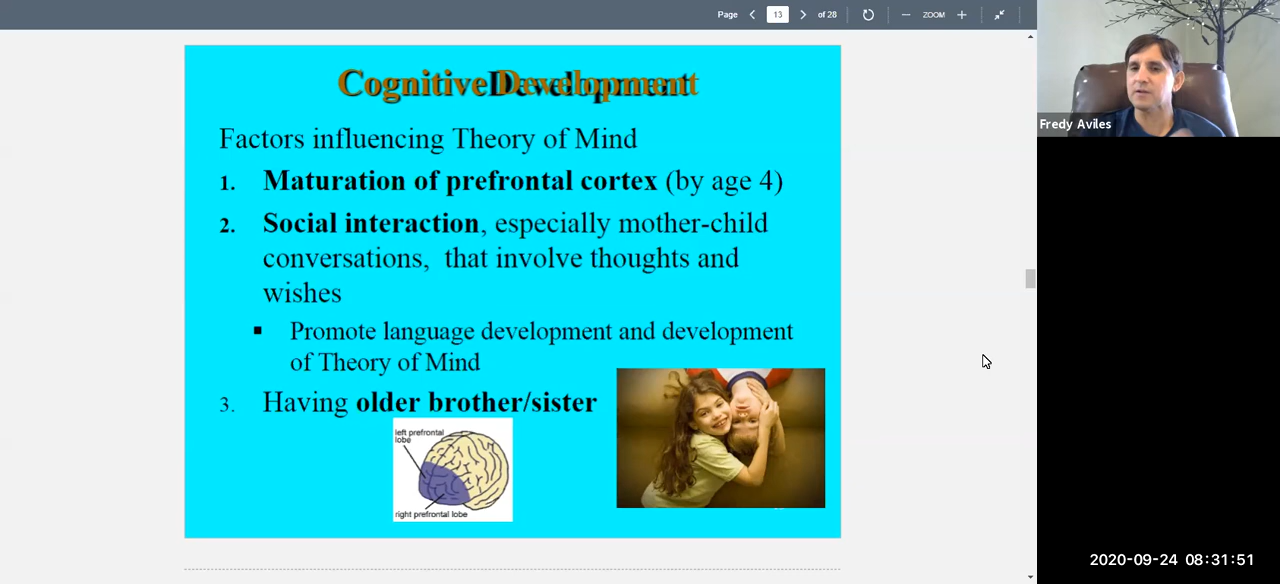 Page 13 of 28 ZOOM
Cognitive Development
Factors influencing Theory of Mind
1. Maturation of prefrontal cortex (by age 4)
2. Social interaction, especially mother-child
conversations, that involve thoughts and
wishes
▪ Promote language development and development
of Theory of Mind
3. Having older brother/sister
left prefrontal
lobe
right prefrontal lobe
Fredy Aviles
2020-09-24 08:31:51